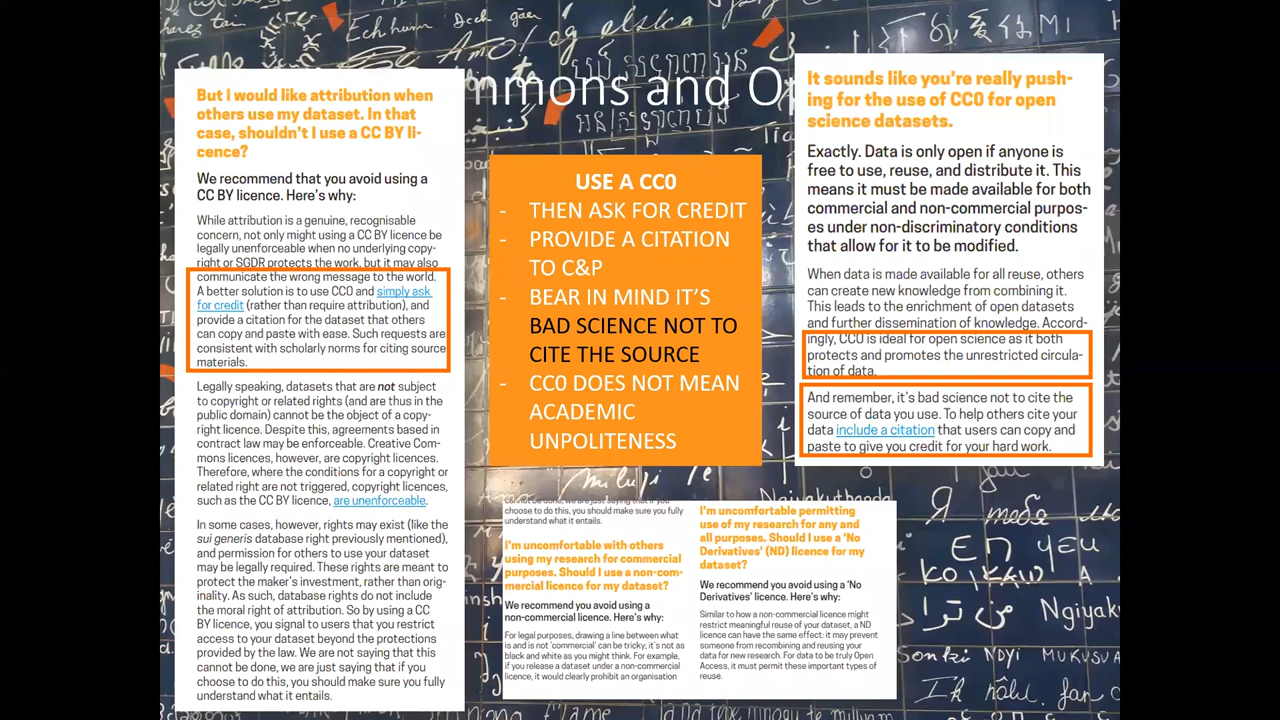 nmons and Op
But I would like attribution when
others use my dataset. In that
case, shouldn't I use a CC BY li-
cence?
We recommend that you avoid using a
CC BY licence. Here's why:
While attribution is a genuine, recognisable
concern, not only might using a CC BY licence be
legally unenforceable when no underlying copy-
right or SGDR protects the work, but it may also
communicate the wrong message to the world.
A better solution is to use CC0 and simply ask
for credit (rather than require attribution), and
provide a citation for the dataset that others
can copy and paste with ease. Such requests are
consistent with scholarly norms for citing source
materials.
Legally speaking, datasets that are not subject
to copyright or related rights (and are thus in the
public domain) cannot be the object of a copy-
right licence. Despite this, agreements based in
contract law may be enforceable. Creative Com-
mons licences, however, are copyright licences.
Therefore, where the conditions for a copyright or
related right are not triggered, copyright licences,
such as the CC BY licence, are unenforceable.
In some cases, however, rights may exist (like the
sui generis database right previously mentioned),
and permission for others to use your dataset
may be legally required. These rights are meant to
protect the maker's investment, rather than orig-
inality. As such, database rights do not include
the moral right of attribution. So by using a CC
BY licence, you signal to users that you restrict
access to your dataset beyond the protections
provided by the law. We are not saying that this
cannot be done, we are just saying that if you
choose to do this, you should make sure you fully
understand what it entails.
USE A CC0
- THEN ASK FOR CREDIT
- PROVIDE A CITATION
TO C&P
- BEAR IN MIND IT'S
BAD SCIENCE NOT TO
CITE THE SOURCE
- CC0 DOES NOT MEAN
ACADEMIC
UNPOLITENESS
It sounds like you're really push-
ing for the use of CC0 for open
science datasets.
Exactly. Data is only open if anyone is
free to use, reuse, and distribute it. This
means it must be made available for both
commercial and non-commercial purpos-
es under non-discriminatory conditions
that allow for it to be modified.
When data is made available for all reuse, others
can create new knowledge from combining it.
This leads to the enrichment of open datasets
and further dissemination of knowledge. Accord-
ingly, CC0 is ideal for open science as it both
protects and promotes the unrestricted circula-
tion of data.
And remember, it's bad science not to cite the
source of data you use. To help others cite your
data include a citation that users can copy and
paste to give you credit for your hard work.
cannot be done, we are just saying that if you
choose to do this, you should make sure you fully
understand what it entails.
I'm uncomfortable with others
using my research for commercial
purposes. Should I use a non-com-
mercial licence for my dataset?
We recommend you avoid using a
non-commercial licence. Here's why:
For legal purposes, drawing a line between what
is and is not 'commercial' can be tricky; it's not as
black and white as you might think. For example,
if you release a dataset under a non-commercial
licence, it would clearly prohibit an organisation
I'm uncomfortable permitting
use of my research for any and
all purposes. Should I use a 'No
Derivatives' (ND) licence for my
dataset?
We recommend you avoid using a 'No
Derivatives' licence. Here's why:
Similar to how a non-commercial licence might
restrict meaningful reuse of your dataset, a ND
licence can have the same effect: it may prevent
someone from recombining and reusing your
data for new research. For data to be truly Open
Access, it must permit these important types of
reuse.